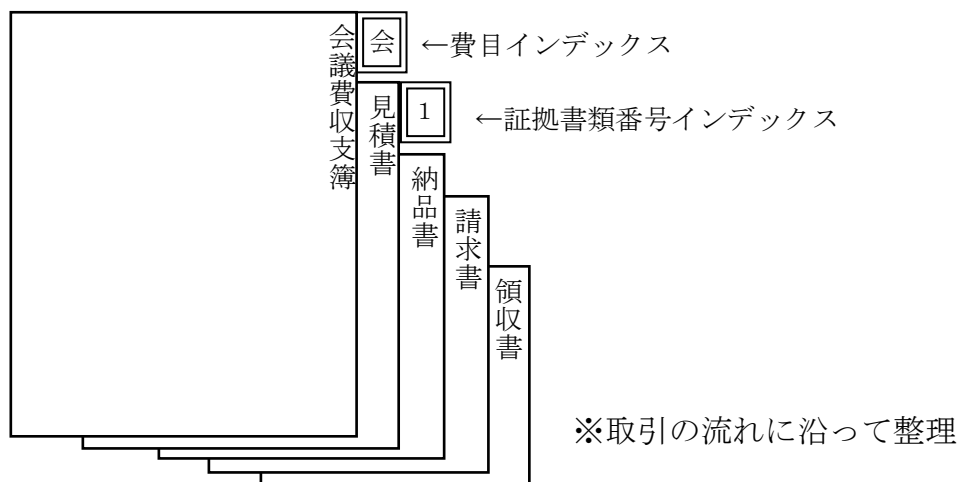 会議費収支簿
会
←費目インデックス
見積書
1
←証拠書類番号インデックス
納品書
請求書
領収書
※取引の流れに沿って整理